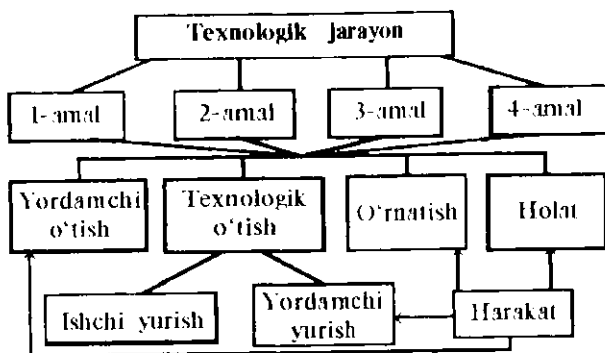 Texnologik jarayon
1-amal
2-amal
3-amal
4-amal
Yordamchi
o‘tish
Texnologik
o‘tish
O‘rnatish
Holat
Ishchi yurish
Yordamchi
yurish
Harakat